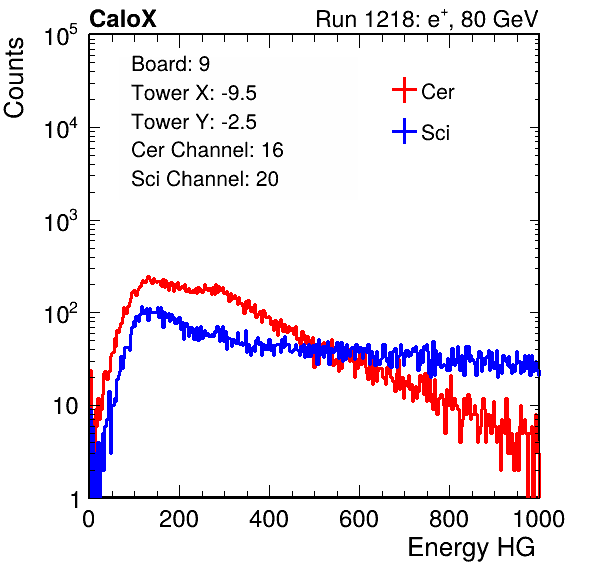 CaloX Run 1218: e⁺, 80 GeV
Counts
Board: 9
Tower X: -9.5
Tower Y: -2.5
Cer Channel: 16
Sci Channel: 20
Cer
Sci
10⁵
10⁴
10³
10²
10
1
0 200 400 600 800 1000
Energy HG